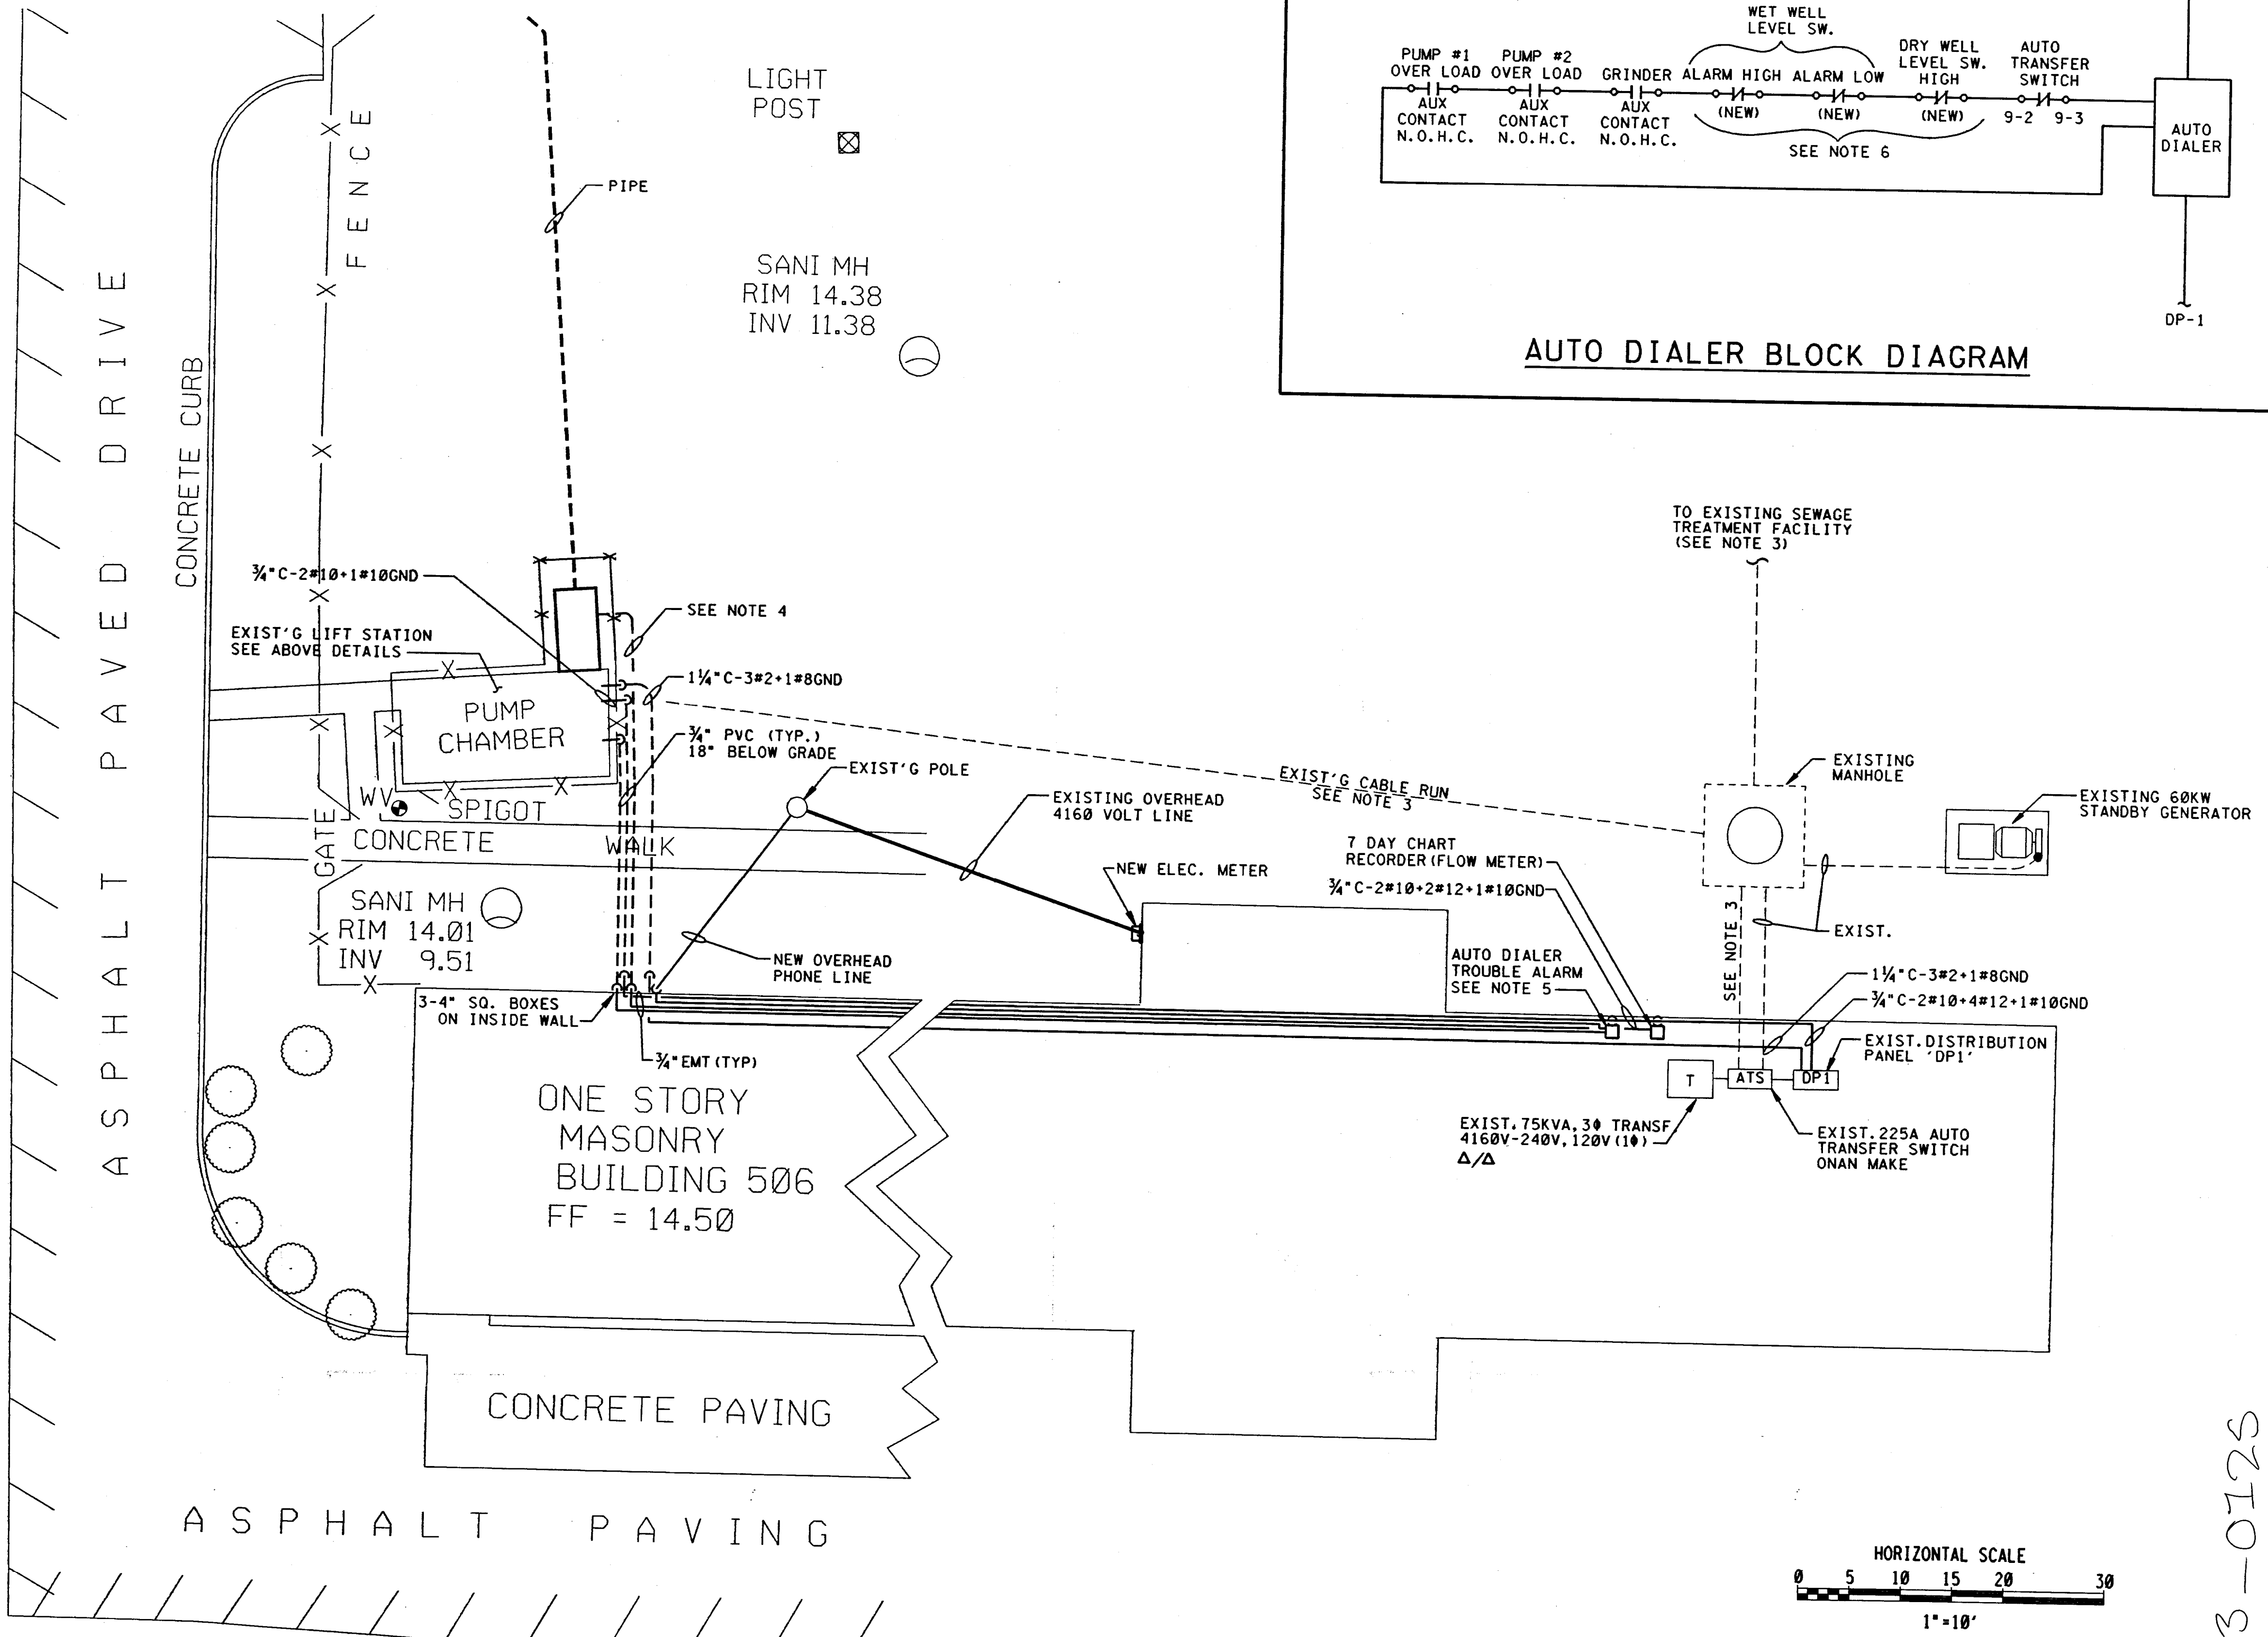 WET WELL
LEVEL SW.
PUMP #1
OVER LOAD
PUMP #2
OVER LOAD
GRINDER
ALARM HIGH
ALARM LOW
DRY WELL
LEVEL SW.
HIGH
AUTO
TRANSFER
SWITCH
AUX
CONTACT
N.O.H.C.
AUX
CONTACT
N.O.H.C.
AUX
CONTACT
N.O.H.C.
(NEW)
(NEW)
(NEW)
9-2 9-3
SEE NOTE 6
AUTO
DIALER
DP-1
AUTO DIALER BLOCK DIAGRAM
LIGHT
POST
FENCE
PIPE
SANI MH
RIM 14.38
INV 11.38
ASPHALT PAVED DRIVE
CONCRETE CURB
TO EXISTING SEWAGE
TREATMENT FACILITY
(SEE NOTE 3)
¾"C-2#10+1#10GND
SEE NOTE 4
EXIST'G LIFT STATION
SEE ABOVE DETAILS
1¼"C-3#2+1#8GND
PUMP
CHAMBER
¾" PVC (TYP.)
18" BELOW GRADE
EXIST'G POLE
EXIST'G CABLE RUN
SEE NOTE 3
EXISTING
MANHOLE
EXISTING 60KW
STANDBY GENERATOR
EXISTING OVERHEAD
4160 VOLT LINE
WV
SPIGOT
GATE
CONCRETE WALK
7 DAY CHART
RECORDER (FLOW METER)
NEW ELEC. METER
¾"C-2#10+2#12+1#10GND
SANI MH
RIM 14.01
INV 9.51
NEW OVERHEAD
PHONE LINE
AUTO DIALER
TROUBLE ALARM
SEE NOTE 5
SEE NOTE 3
EXIST.
1¼"C-3#2+1#8GND
¾"C-2#10+4#12+1#10GND
3-4" SQ. BOXES
ON INSIDE WALL
¾"EMT (TYP)
EXIST. DISTRIBUTION
PANEL 'DP1'
T
ATS
DP1
ONE STORY
MASONRY
BUILDING 506
FF = 14.50
EXIST. 75KVA, 3Φ TRANSF
4160V-240V, 120V (1Φ)
Δ/Δ
EXIST. 225A AUTO
TRANSFER SWITCH
ONAN MAKE
CONCRETE PAVING
ASPHALT PAVING
HORIZONTAL SCALE
0 5 10 15 20 30
1"=10'
3-0125